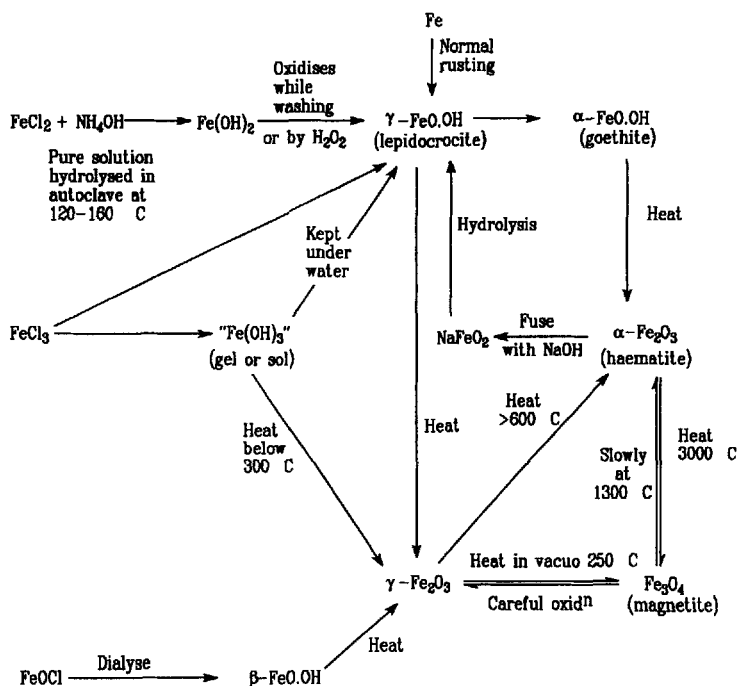 Fe
Normal
rusting
Oxidises
while
washing
FeCl₂ + NH₄OH
Fe(OH)₂
or by H₂O₂
γ-FeO.OH
(lepidocrocite)
α-FeO.OH
(goethite)
Pure solution
hydrolysed in
autoclave at
120-160 C
Kept
under
water
Hydrolysis
Heat
FeCl₃
"Fe(OH)₃"
(gel or sol)
NaFeO₂
Fuse
with NaOH
α-Fe₂O₃
(haematite)
Heat
below
300 C
Heat
Heat
>600 C
Slowly
at
1300 C
Heat
3000 C
γ-Fe₂O₃
Heat in vacuo 250 C
Careful oxidⁿ
Fe₃O₄
(magnetite)
FeOCl
Dialyse
β-FeO.OH
Heat